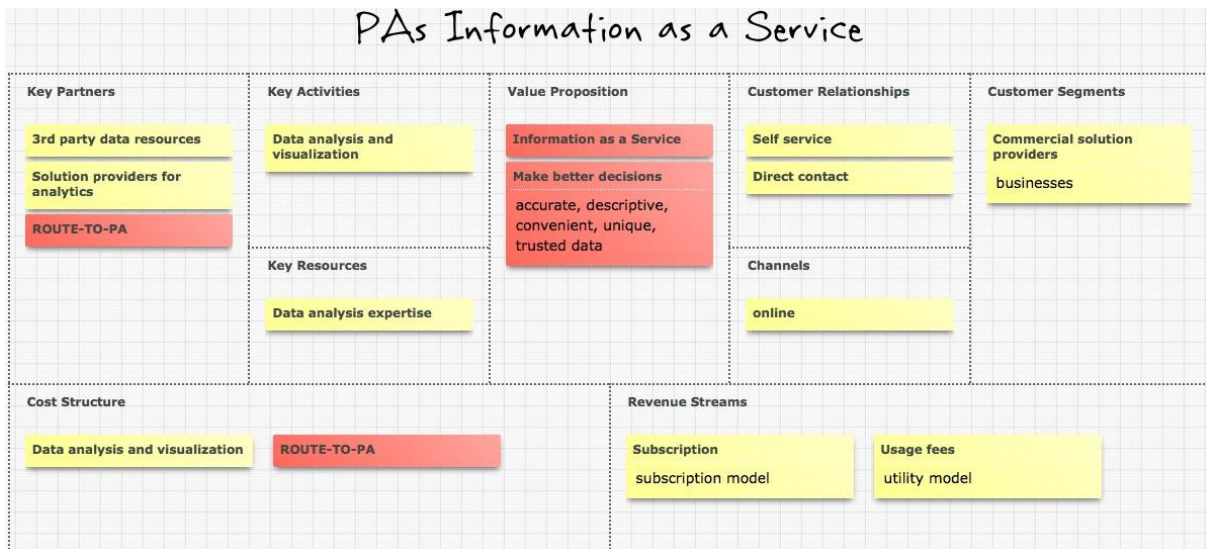 PAs Information as a Service
Key Partners
3rd party data resources
Solution providers for
analytics
ROUTE-TO-PA
Key Activities
Data analysis and
visualization
Key Resources
Data analysis expertise
Value Proposition
Information as a Service
Make better decisions
accurate, descriptive,
convenient, unique,
trusted data
Customer Relationships
Self service
Direct contact
Channels
online
Customer Segments
Commercial solution
providers
businesses
Cost Structure
Data analysis and visualization
ROUTE-TO-PA
Revenue Streams
Subscription
subscription model
Usage fees
utility model